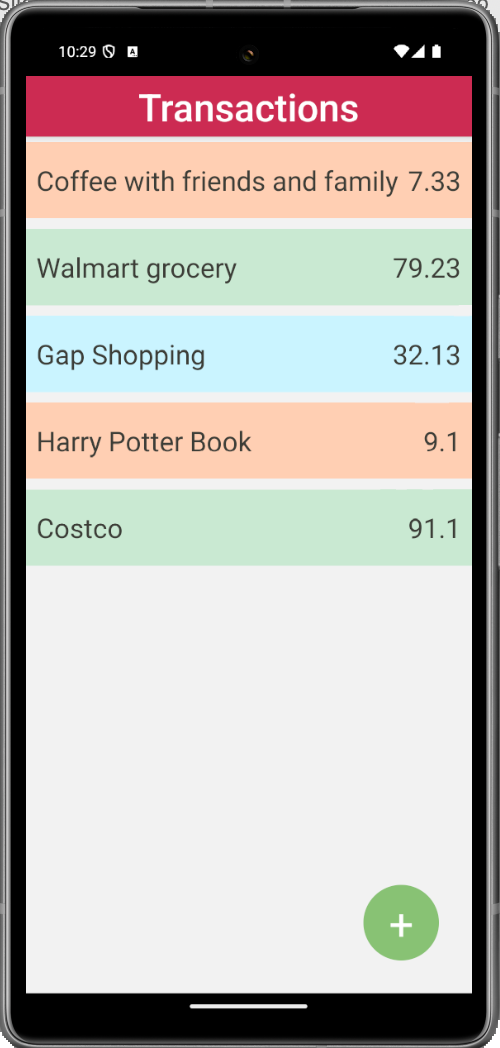 10:29
Transactions
Coffee with friends and family 7.33
Walmart grocery 79.23
Gap Shopping 32.13
Harry Potter Book 9.1
Costco 91.1
+